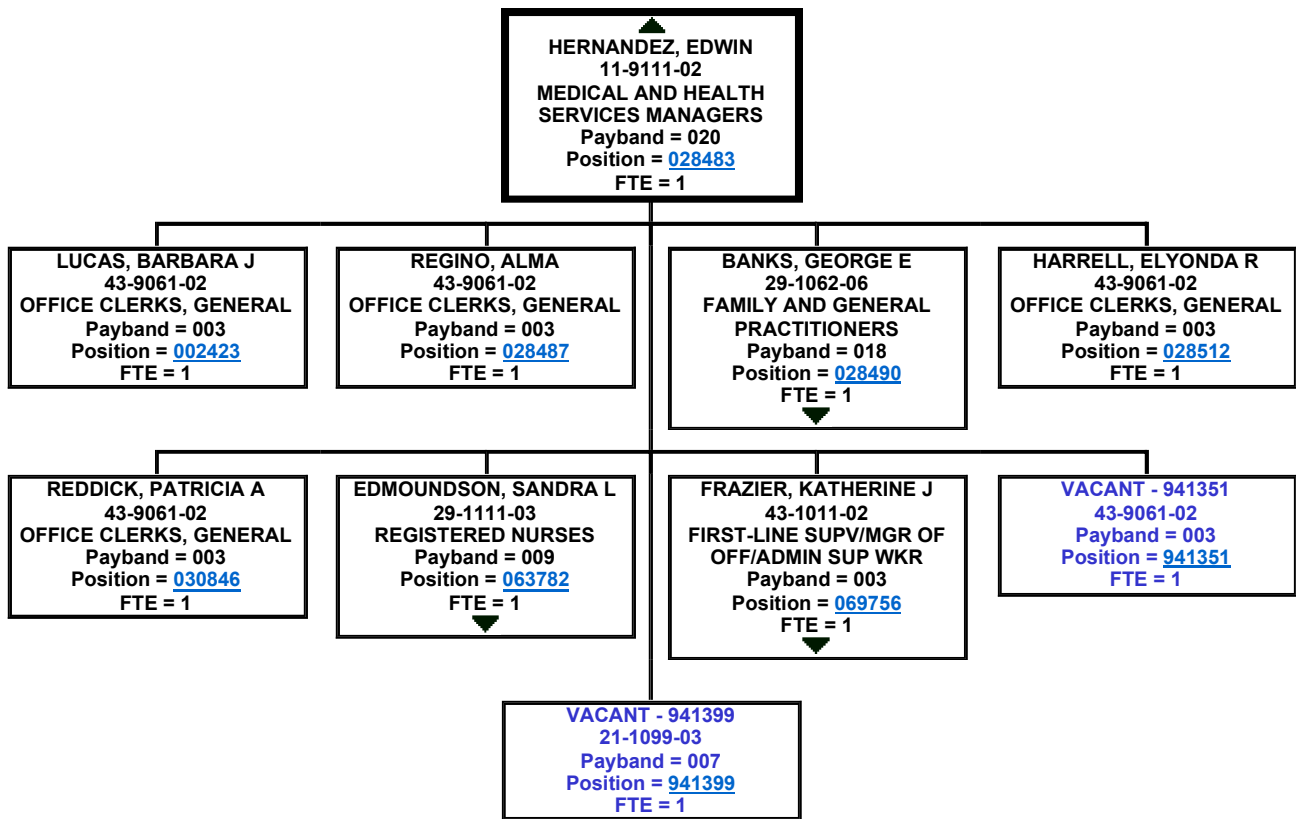 HERNANDEZ, EDWIN
11-9111-02
MEDICAL AND HEALTH
SERVICES MANAGERS
Payband = 020
Position = 028483
FTE = 1
LUCAS, BARBARA J
43-9061-02
OFFICE CLERKS, GENERAL
Payband = 003
Position = 002423
FTE = 1
REGINO, ALMA
43-9061-02
OFFICE CLERKS, GENERAL
Payband = 003
Position = 028487
FTE = 1
BANKS, GEORGE E
29-1062-06
FAMILY AND GENERAL
PRACTITIONERS
Payband = 018
Position = 028490
FTE = 1
HARRELL, ELYONDA R
43-9061-02
OFFICE CLERKS, GENERAL
Payband = 003
Position = 028512
FTE = 1
REDDICK, PATRICIA A
43-9061-02
OFFICE CLERKS, GENERAL
Payband = 003
Position = 030846
FTE = 1
EDMOUNDSON, SANDRA L
29-1111-03
REGISTERED NURSES
Payband = 009
Position = 063782
FTE = 1
FRAZIER, KATHERINE J
43-1011-02
FIRST-LINE SUPV/MGR OF
OFF/ADMIN SUP WKR
Payband = 003
Position = 069756
FTE = 1
VACANT - 941351
43-9061-02
Payband = 003
Position = 941351
FTE = 1
VACANT - 941399
21-1099-03
Payband = 007
Position = 941399
FTE = 1